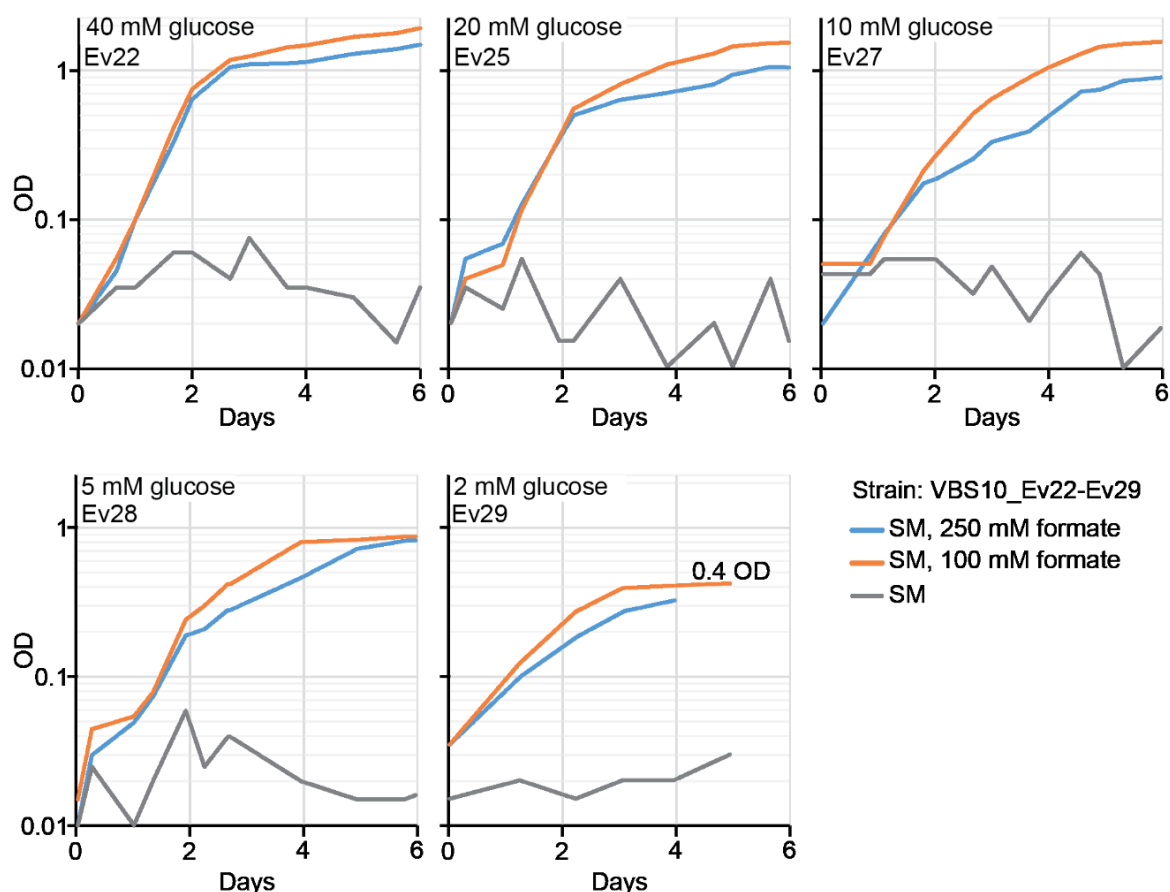 40 mM glucose
Ev22
20 mM glucose
Ev25
10 mM glucose
Ev27
OD
1
0.1
0.01
0 2 4 6
Days
0 2 4 6
Days
0 2 4 6
Days
5 mM glucose
Ev28
2 mM glucose
Ev29
0.4 OD
OD
1
0.1
0.01
0 2 4 6
Days
0 2 4 6
Days
Strain: VBS10_Ev22-Ev29
SM, 250 mM formate
SM, 100 mM formate
SM